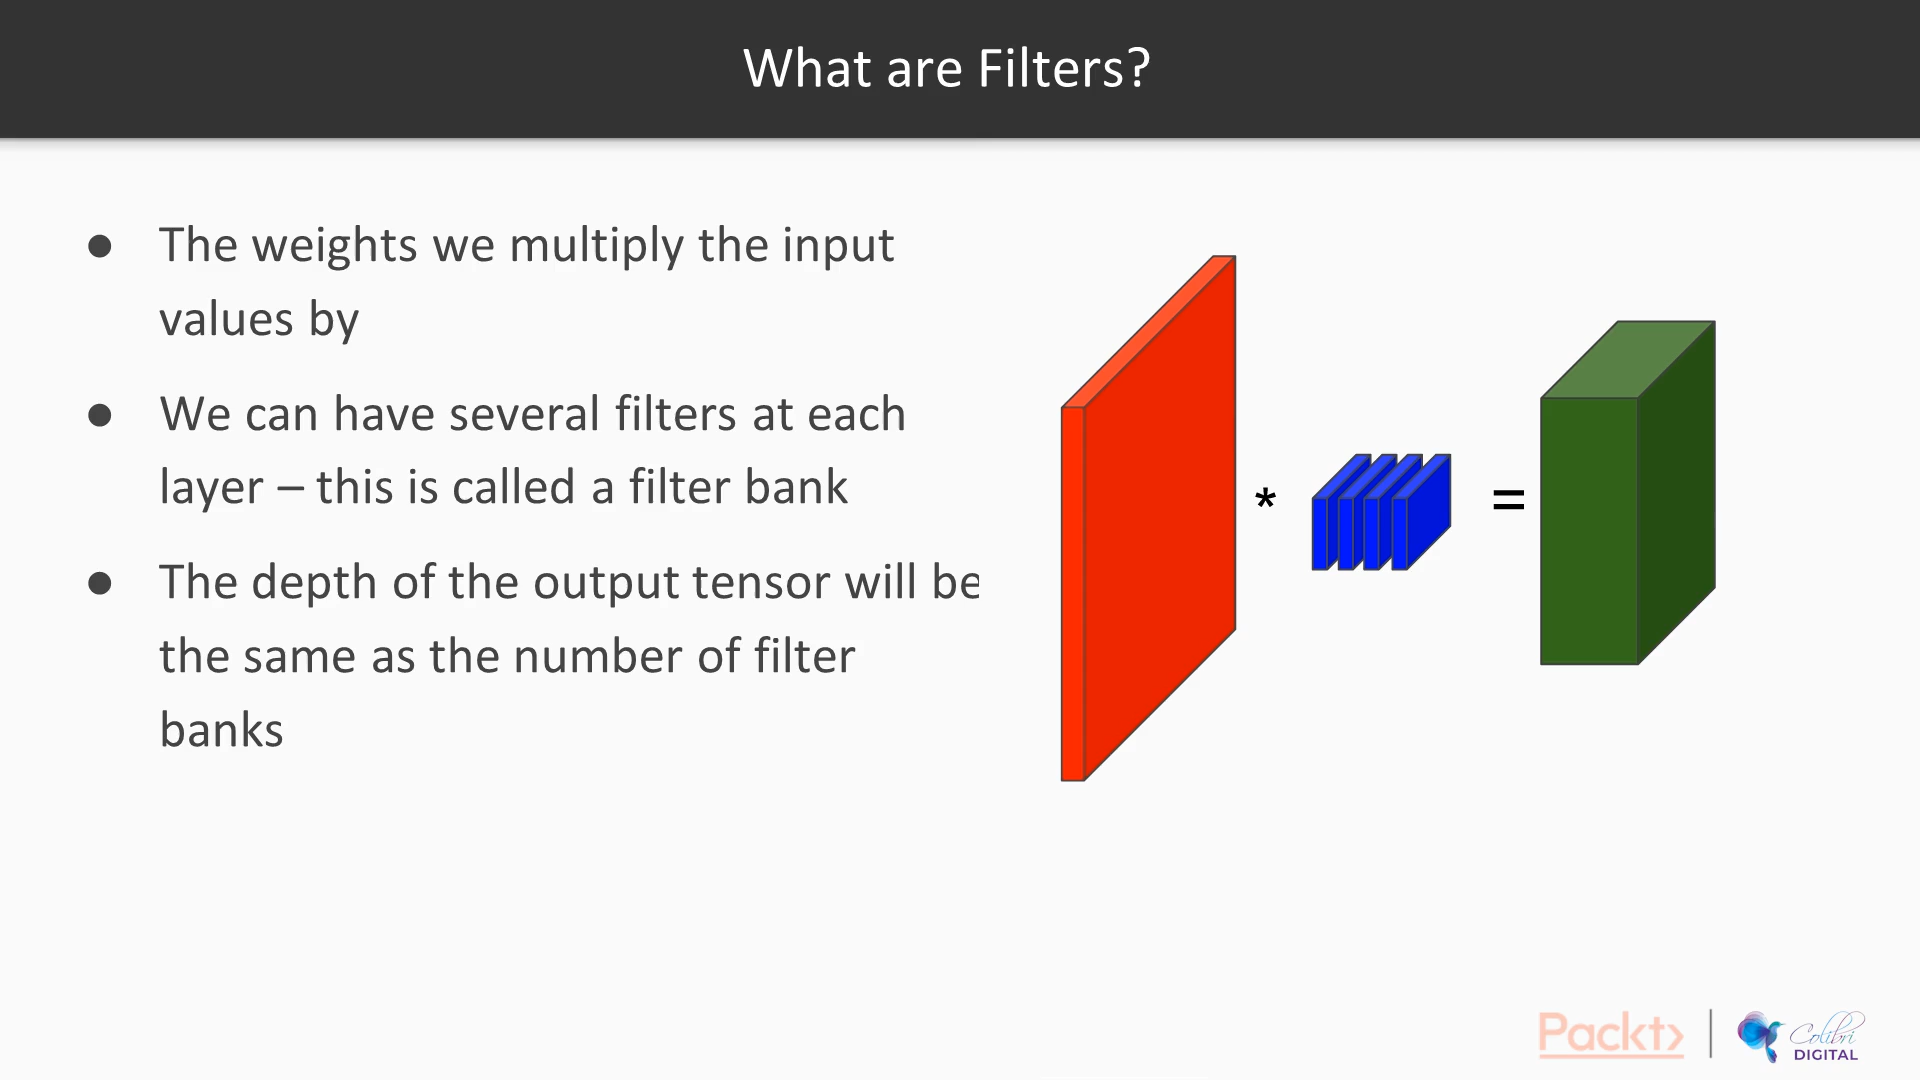 What are Filters?
● The weights we multiply the input
values by
● We can have several filters at each
layer – this is called a filter bank
● The depth of the output tensor will be
the same as the number of filter
banks
* =
Packt>
Colibri
DIGITAL